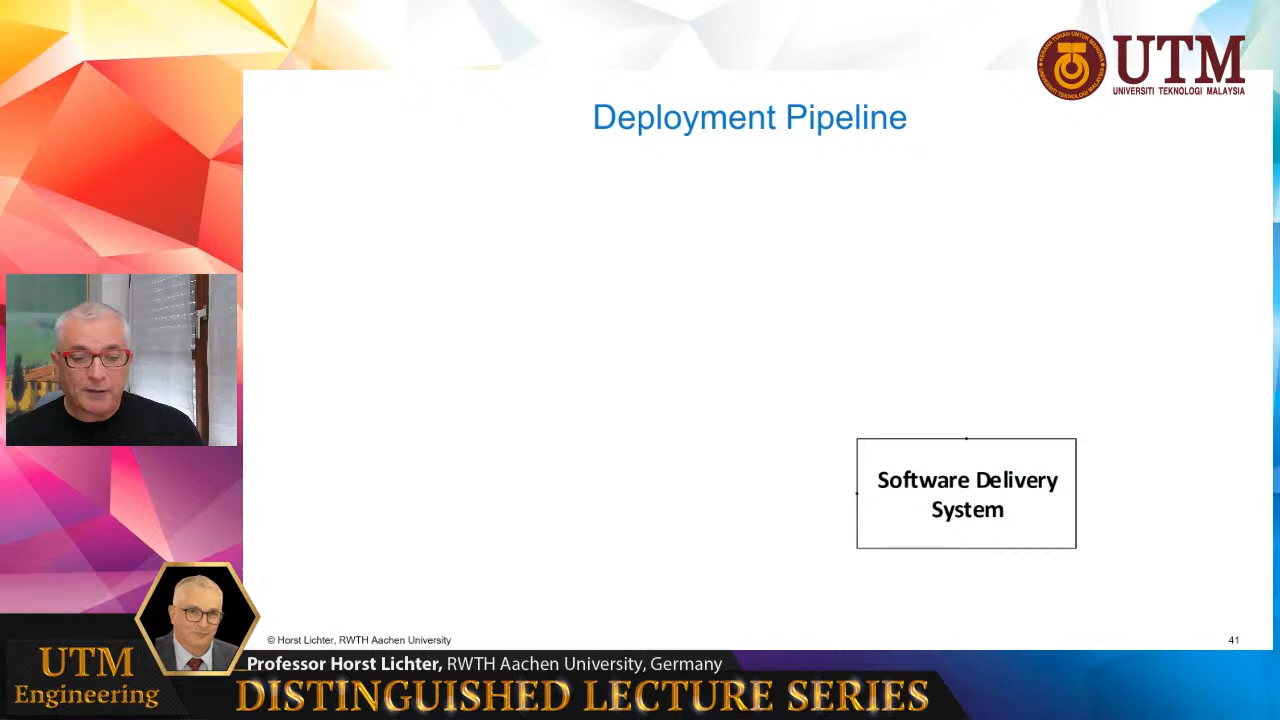 UTM
UNIVERSITI TEKNOLOGI MALAYSIA
Deployment Pipeline
Software Delivery
System
© Horst Lichter, RWTH Aachen University
41
UTM
Engineering
Professor Horst Lichter, RWTH Aachen University, Germany
DISTINGUISHED LECTURE SERIES